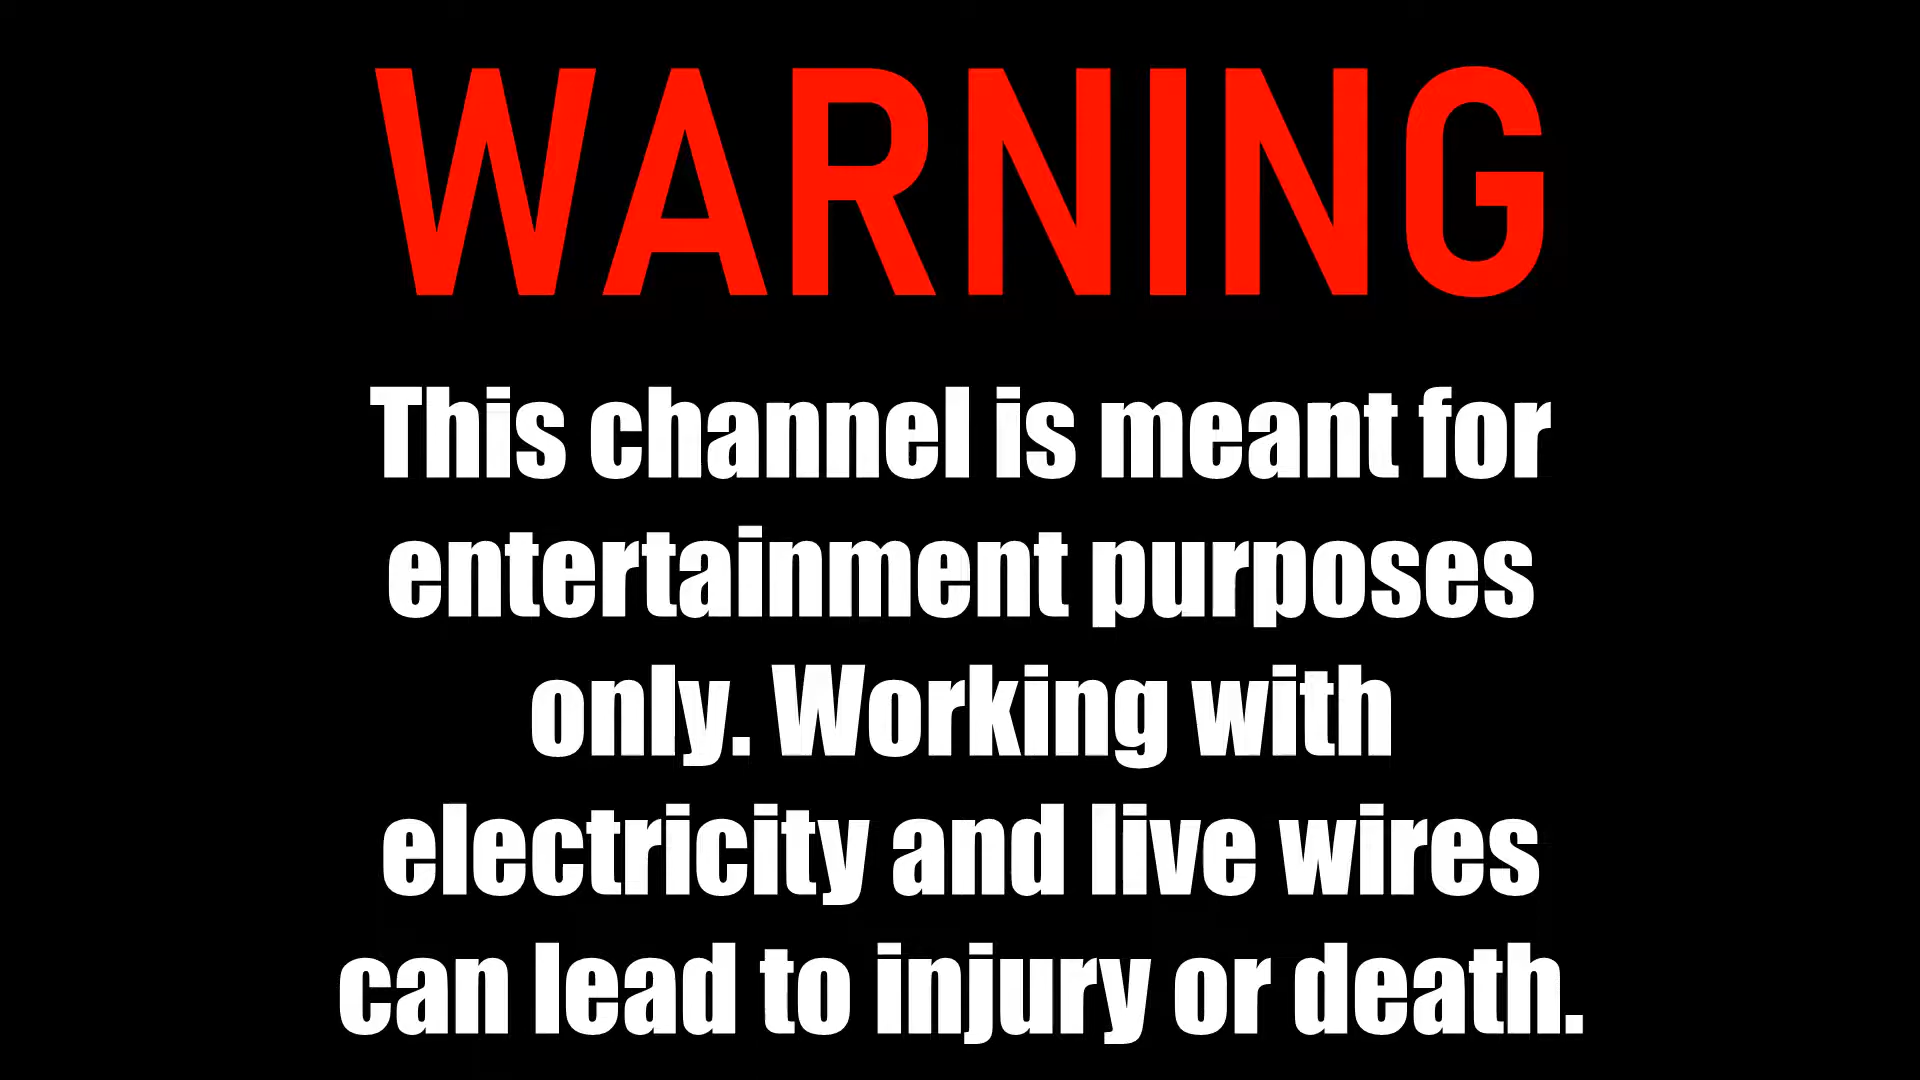 WARNING
This channel is meant for
entertainment purposes
only. Working with
electricity and live wires
can lead to injury or death.